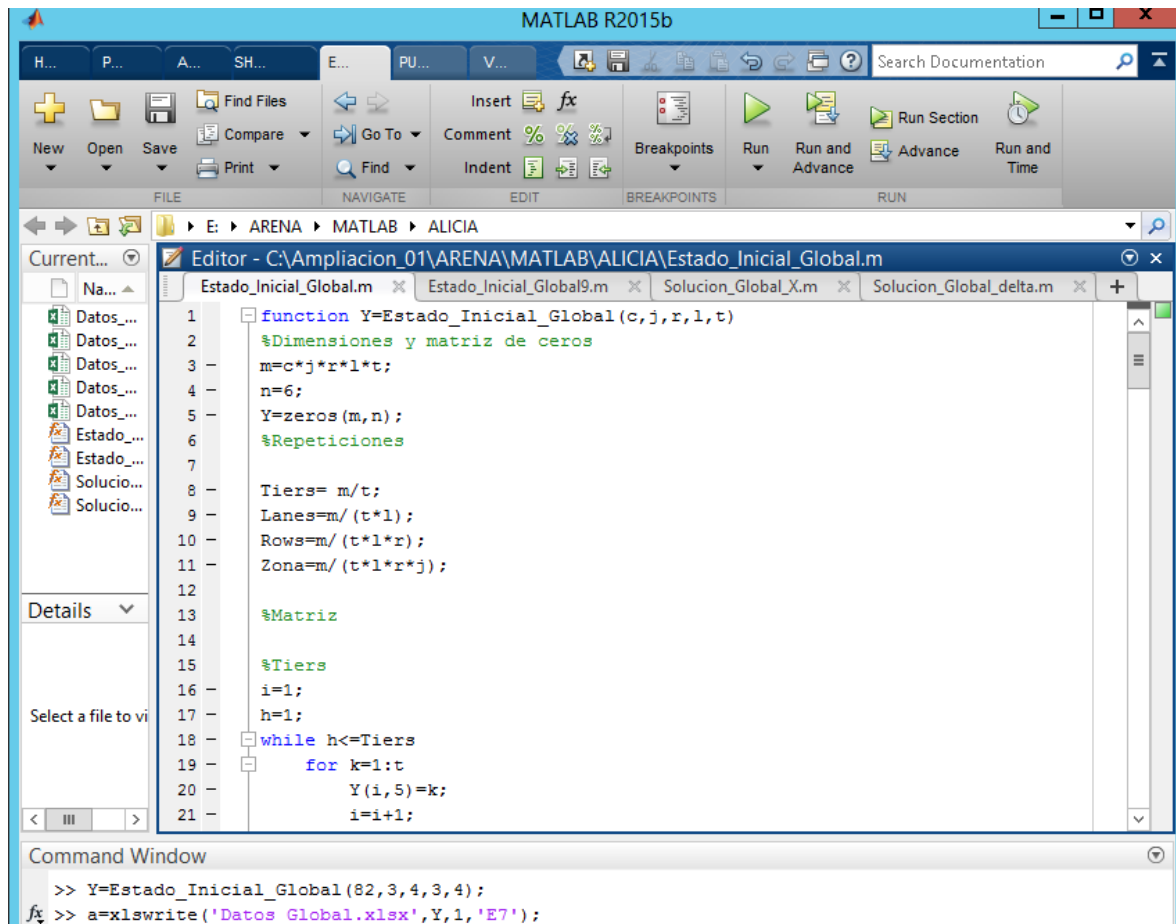 MATLAB R2015b
H... P... A... SH... E... PU... V... Search Documentation
New Open Save Find Files Compare Print
Go To Find
Insert fx Comment Indent
Breakpoints
Run Run and Advance Run Section Advance Run and Time
FILE NAVIGATE EDIT BREAKPOINTS RUN
E: ARENA MATLAB ALICIA
Current...
Na...
Datos_...
Datos_...
Datos_...
Datos_...
Datos_...
Estado_...
Estado_...
Solucio...
Solucio...
Details
Select a file to vi
Editor - C:\Ampliacion_01\ARENA\MATLAB\ALICIA\Estado_Inicial_Global.m
Estado_Inicial_Global.m Estado_Inicial_Global9.m Solucion_Global_X.m Solucion_Global_delta.m +
1 function Y=Estado_Inicial_Global(c,j,r,l,t)
2 %Dimensiones y matriz de ceros
3 – m=c*j*r*l*t;
4 – n=6;
5 – Y=zeros(m,n);
6 %Repeticiones
7
8 – Tiers= m/t;
9 – Lanes=m/(t*l);
10 – Rows=m/(t*l*r);
11 – Zona=m/(t*l*r*j);
12
13 %Matriz
14
15 %Tiers
16 – i=1;
17 – h=1;
18 – while h<=Tiers
19 – for k=1:t
20 – Y(i,5)=k;
21 – i=i+1;
Command Window
>> Y=Estado_Inicial_Global(82,3,4,3,4);
fx >> a=xlswrite('Datos_Global.xlsx',Y,1,'E7');